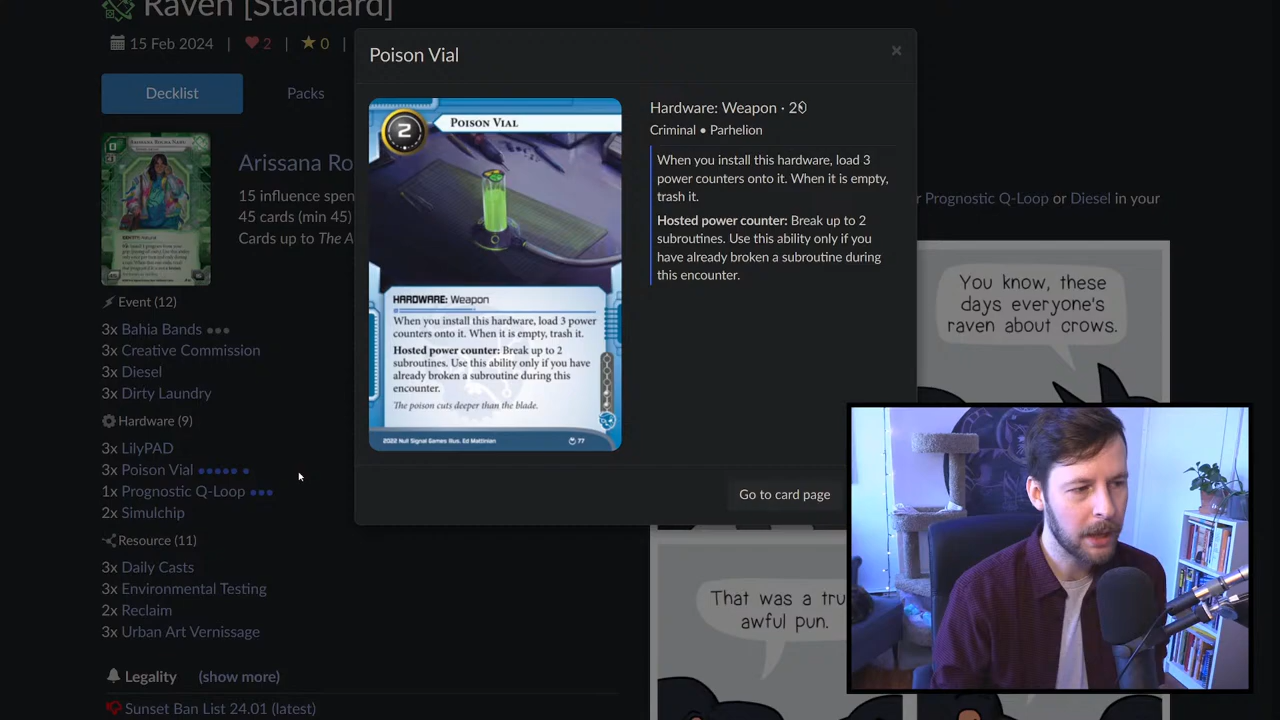 Raven [Standard]
15 Feb 2024 | 2 | 0 |
Decklist
Packs
Arissana Ro
15 influence spen
45 cards (min 45)
Cards up to The A
Event (12)
3x Bahia Bands
3x Creative Commission
3x Diesel
3x Dirty Laundry
Hardware (9)
3x LilyPAD
3x Poison Vial
1x Prognostic Q-Loop
2x Simulchip
Resource (11)
3x Daily Casts
3x Environmental Testing
2x Reclaim
3x Urban Art Vernissage
Legality (show more)
Sunset Ban List 24.01 (latest)
Poison Vial
×
2
Poison Vial
HARDWARE: Weapon
When you install this hardware, load 3 power
counters onto it. When it is empty, trash it.
Hosted power counter: Break up to 2
subroutines. Use this ability only if you have
already broken a subroutine during this
encounter.
The poison cuts deeper than the blade.
2022 Null Signal Games Illus. Ed Mattinian
77
Hardware: Weapon · 2
Criminal • Parhelion
When you install this hardware, load 3
power counters onto it. When it is empty,
trash it.
Hosted power counter: Break up to 2
subroutines. Use this ability only if you
have already broken a subroutine during
this encounter.
Go to card page
r Prognostic Q-Loop or Diesel in your
You know, these
days everyone's
raven about crows.
That was a tru
awful pun.